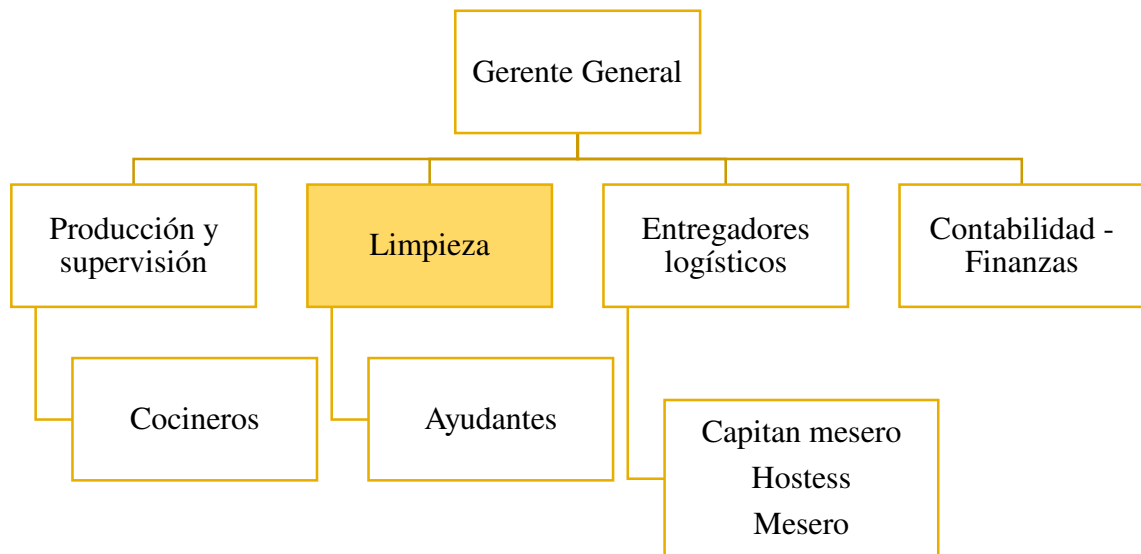 Gerente General
Producción y
supervisión
Limpieza
Entregadores
logísticos
Contabilidad -
Finanzas
Cocineros
Ayudantes
Capitan mesero
Hostess
Mesero